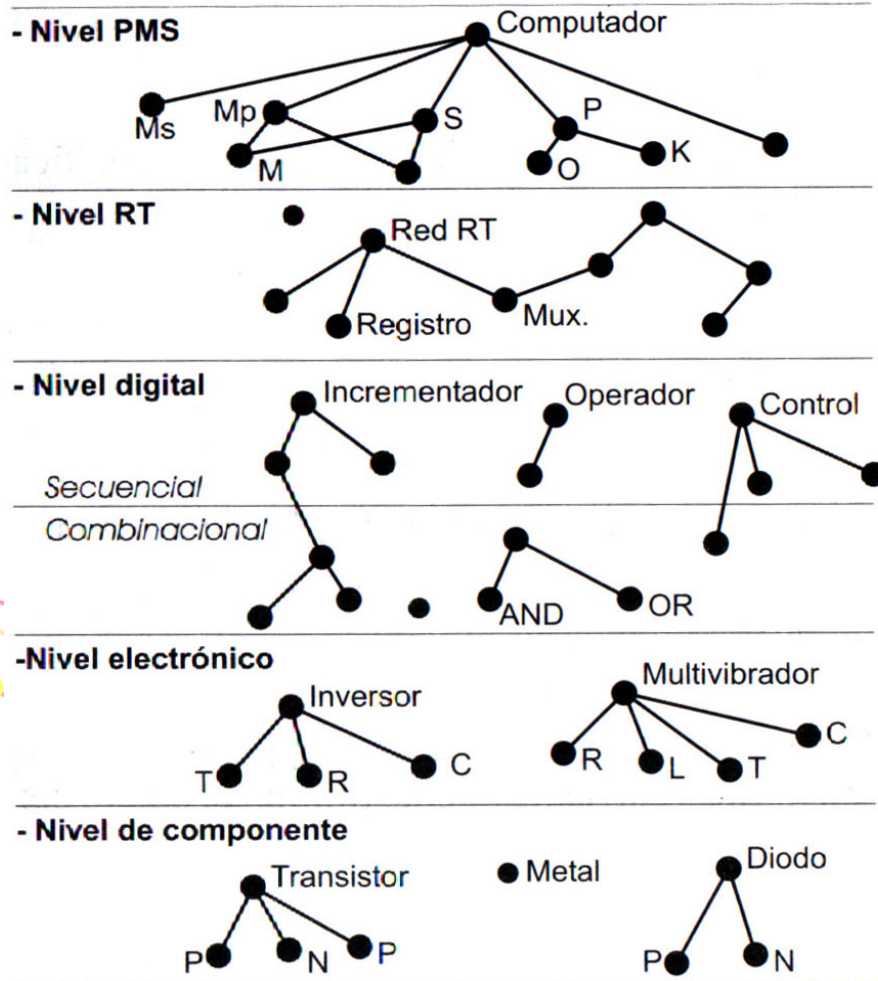 - Nivel PMS
Computador
Ms
Mp
S
P
M
O
K
- Nivel RT
Red RT
Registro
Mux.
- Nivel digital
Incrementador
Operador
Control
Secuencial
Combinacional
AND
OR
-Nivel electrónico
Inversor
Multivibrador
T
R
C
R
L
T
C
- Nivel de componente
Transistor
Metal
Diodo
P
N
P
P
N